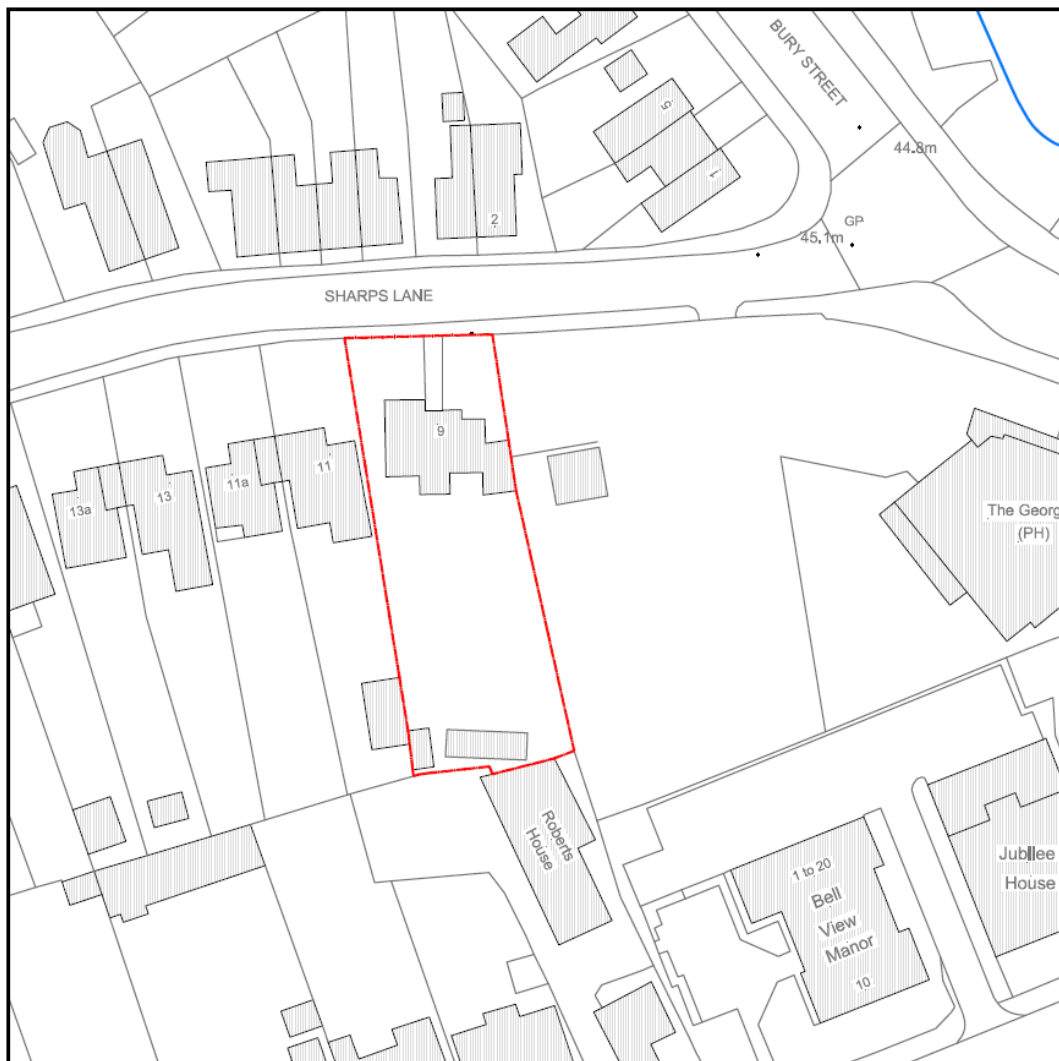 BURY STREET
44.8m
5
1
GP
45.1m
2
SHARPS LANE
9
11
11a
13
13a
The Georg
(PH)
Roberts
House
1 to 20
Bell
View
Manor
10
Jubilee
House